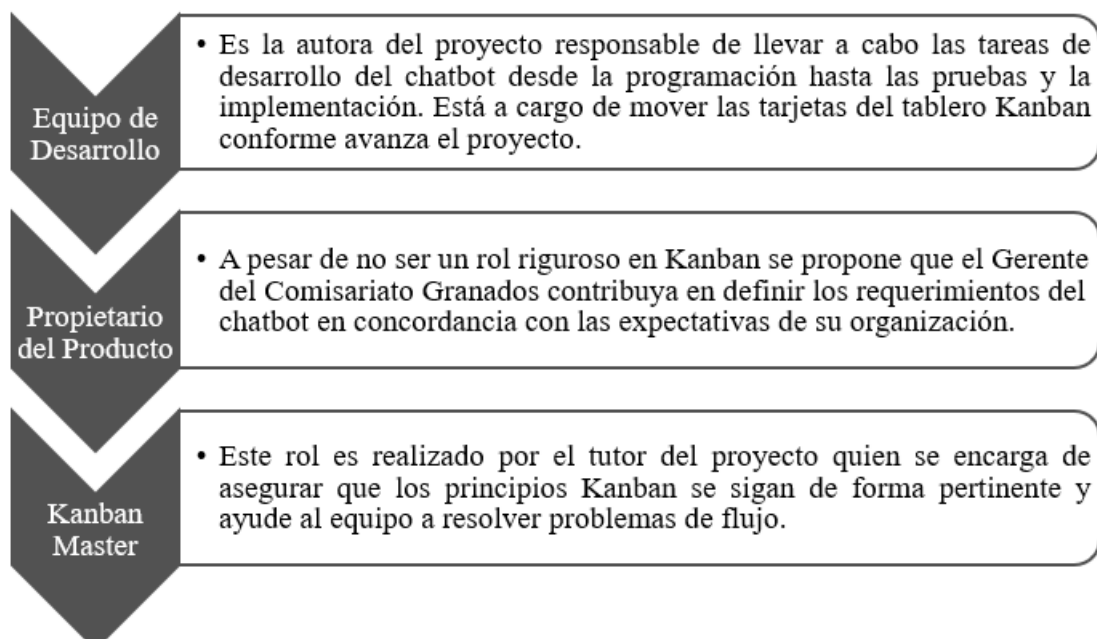 Equipo de
Desarrollo
• Es la autora del proyecto responsable de llevar a cabo las tareas de
desarrollo del chatbot desde la programación hasta las pruebas y la
implementación. Está a cargo de mover las tarjetas del tablero Kanban
conforme avanza el proyecto.
Propietario
del Producto
• A pesar de no ser un rol riguroso en Kanban se propone que el Gerente
del Comisariato Granados contribuya en definir los requerimientos del
chatbot en concordancia con las expectativas de su organización.
Kanban
Master
• Este rol es realizado por el tutor del proyecto quien se encarga de
asegurar que los principios Kanban se sigan de forma pertinente y
ayude al equipo a resolver problemas de flujo.